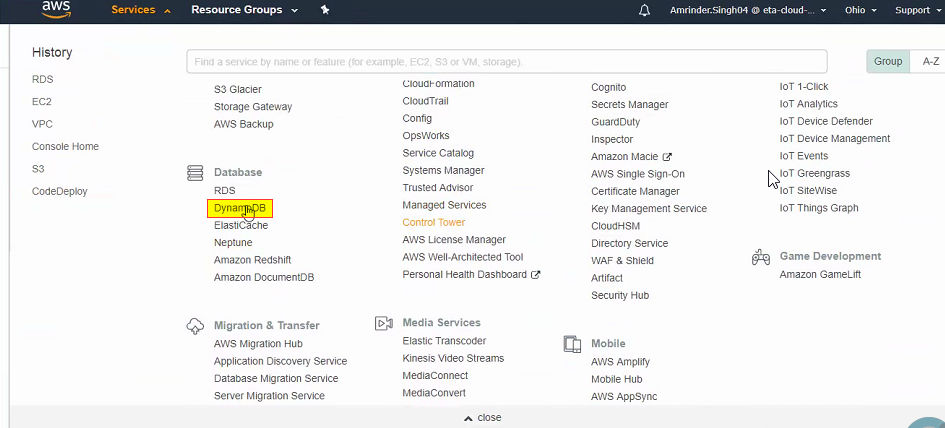 aws Services Resource Groups Amrinder.Singh04 @ eta-cloud-... Ohio Support
History
RDS
EC2
VPC
Console Home
S3
CodeDeploy
Find a service by name or feature (for example, EC2, S3 or VM, storage).
Group A-Z
S3 Glacier
Storage Gateway
AWS Backup
Database
RDS
DynamoDB
ElastiCache
Neptune
Amazon Redshift
Amazon DocumentDB
Migration & Transfer
AWS Migration Hub
Application Discovery Service
Database Migration Service
Server Migration Service
CloudFormation
CloudTrail
Config
OpsWorks
Service Catalog
Systems Manager
Trusted Advisor
Managed Services
Control Tower
AWS License Manager
AWS Well-Architected Tool
Personal Health Dashboard
Media Services
Elastic Transcoder
Kinesis Video Streams
MediaConnect
MediaConvert
Cognito
Secrets Manager
GuardDuty
Inspector
Amazon Macie
AWS Single Sign-On
Certificate Manager
Key Management Service
CloudHSM
Directory Service
WAF & Shield
Artifact
Security Hub
Mobile
AWS Amplify
Mobile Hub
AWS AppSync
IoT 1-Click
IoT Analytics
IoT Device Defender
IoT Device Management
IoT Events
IoT Greengrass
IoT SiteWise
IoT Things Graph
Game Development
Amazon GameLift
close